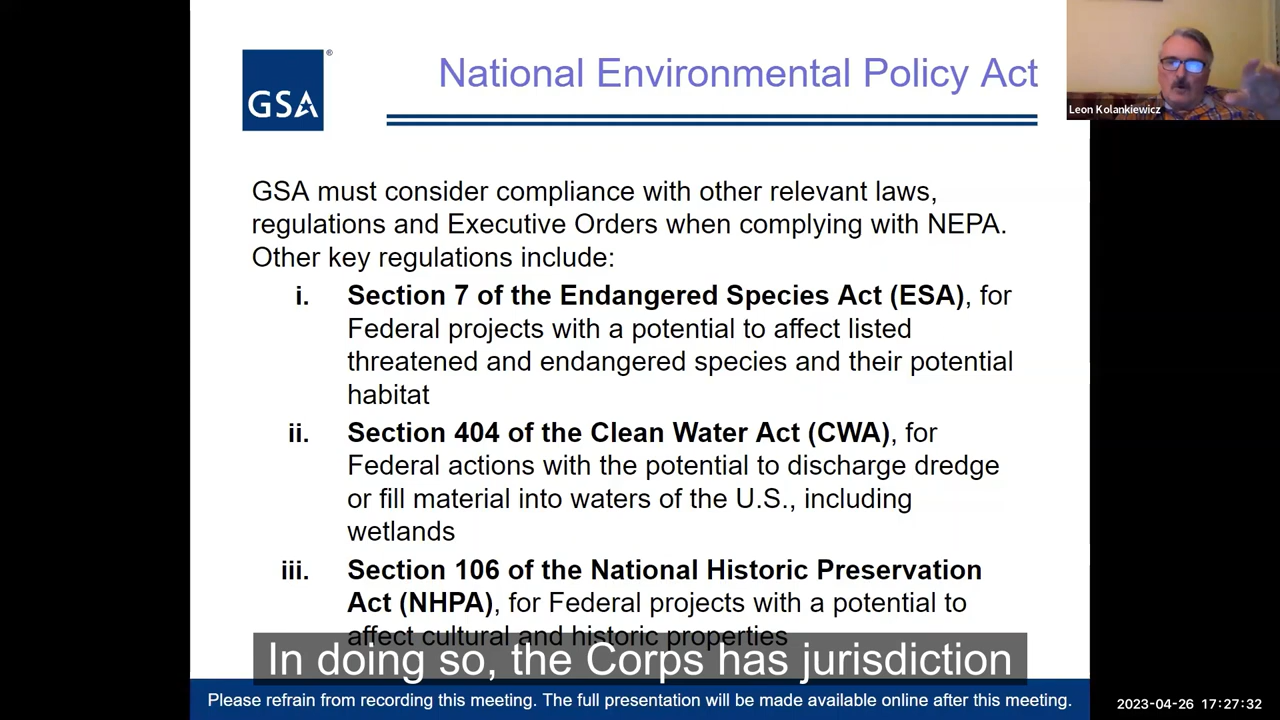 GSA
®
National Environmental Policy Act
Leon Kolankiewicz
GSA must consider compliance with other relevant laws,
regulations and Executive Orders when complying with NEPA.
Other key regulations include:
i. Section 7 of the Endangered Species Act (ESA), for
Federal projects with a potential to affect listed
threatened and endangered species and their potential
habitat
ii. Section 404 of the Clean Water Act (CWA), for
Federal actions with the potential to discharge dredge
or fill material into waters of the U.S., including
wetlands
iii. Section 106 of the National Historic Preservation
Act (NHPA), for Federal projects with a potential to
affect cultural and historic properties
In doing so, the Corps has jurisdiction
Please refrain from recording this meeting. The full presentation will be made available online after this meeting.
2023-04-26 17:27:32